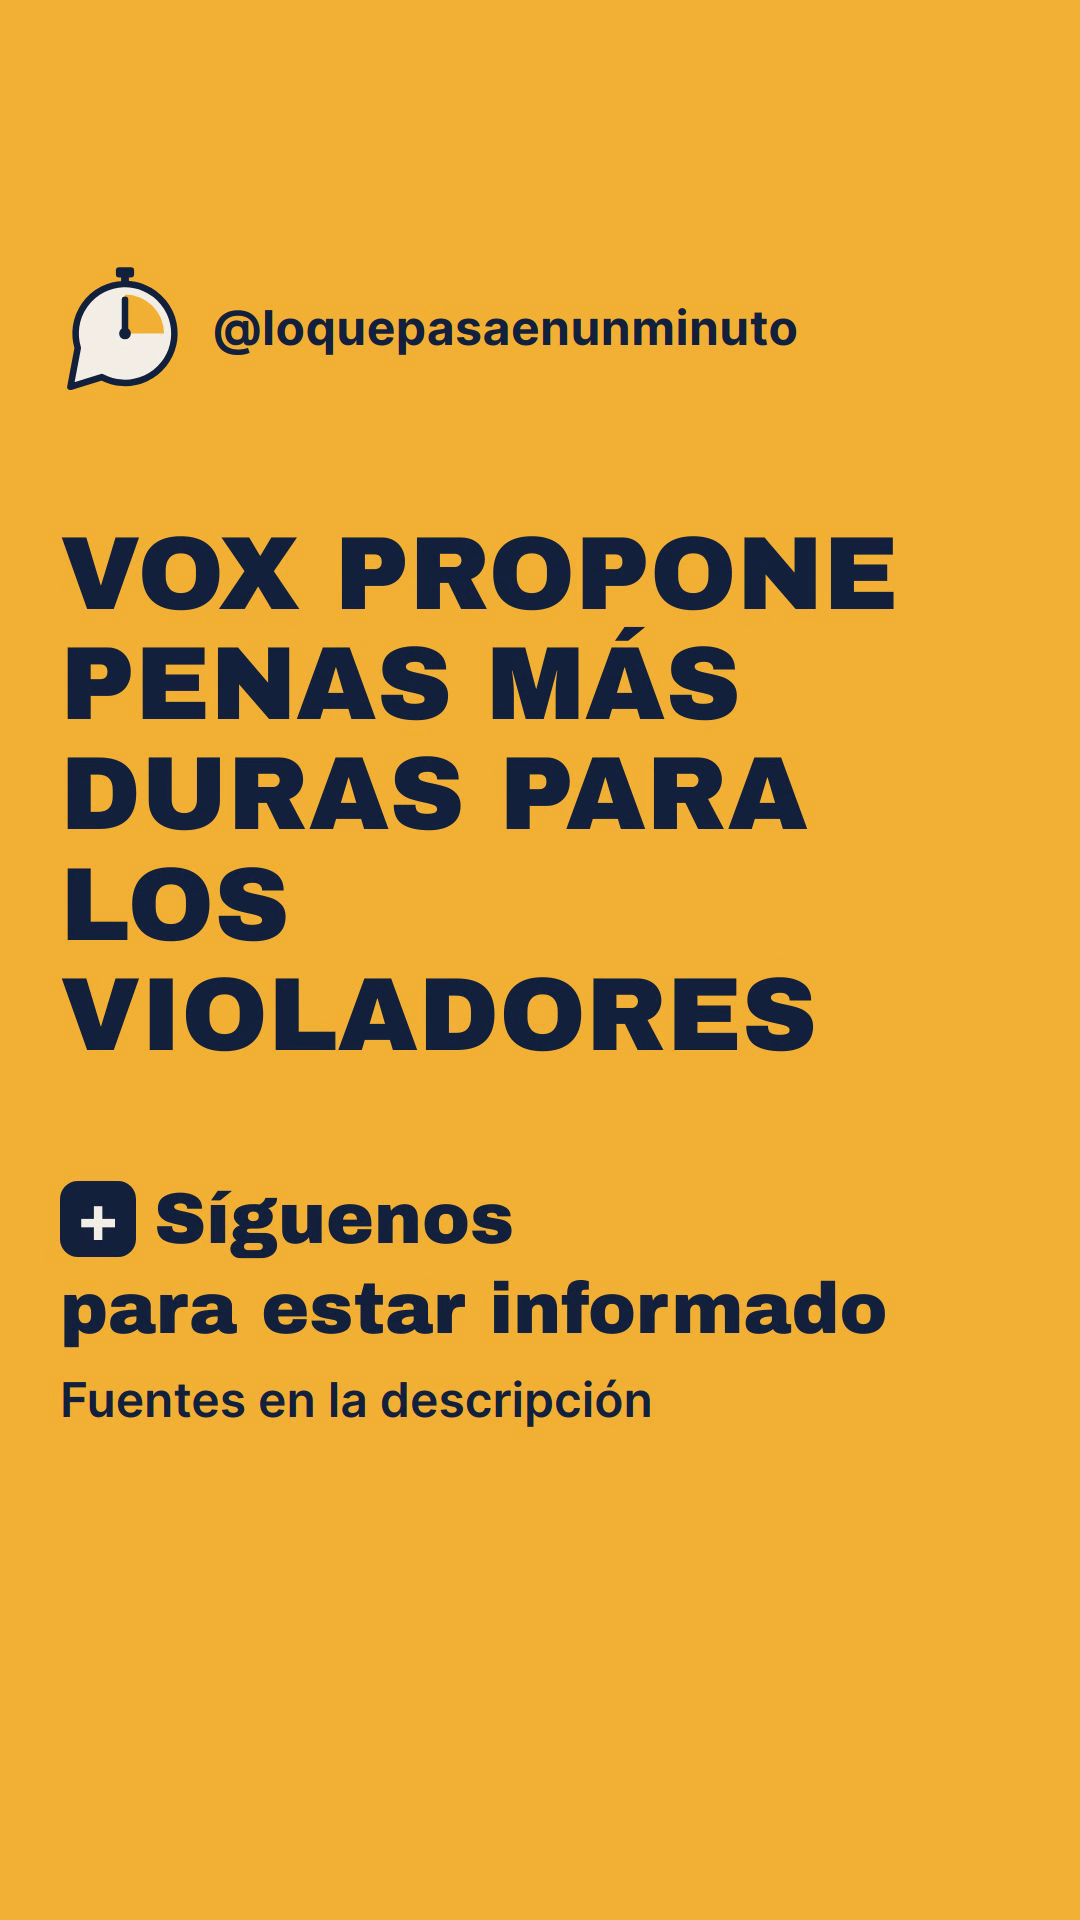 @loquepasaenunminuto
VOX PROPONE
PENAS MÁS
DURAS PARA
LOS
VIOLADORES
+ Síguenos
para estar informado
Fuentes en la descripción